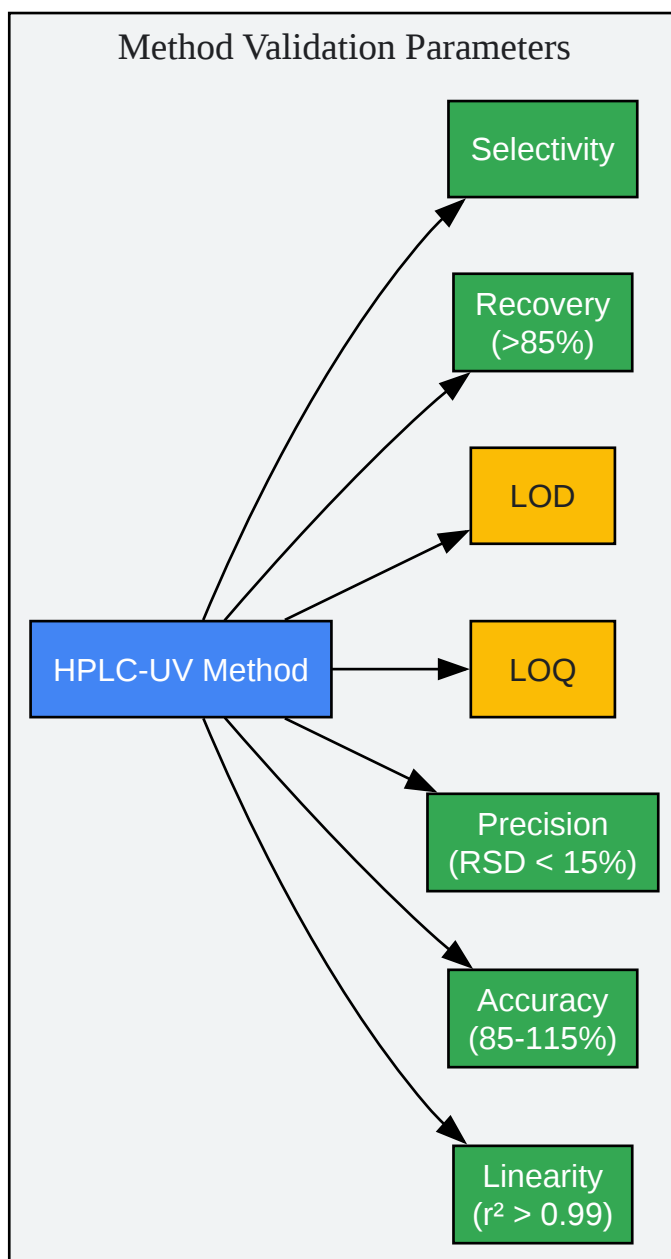 Method Validation Parameters
Selectivity
Recovery
(>85%)
LOD
HPLC-UV Method
LOQ
Precision
(RSD < 15%)
Accuracy
(85-115%)
Linearity
(r² > 0.99)